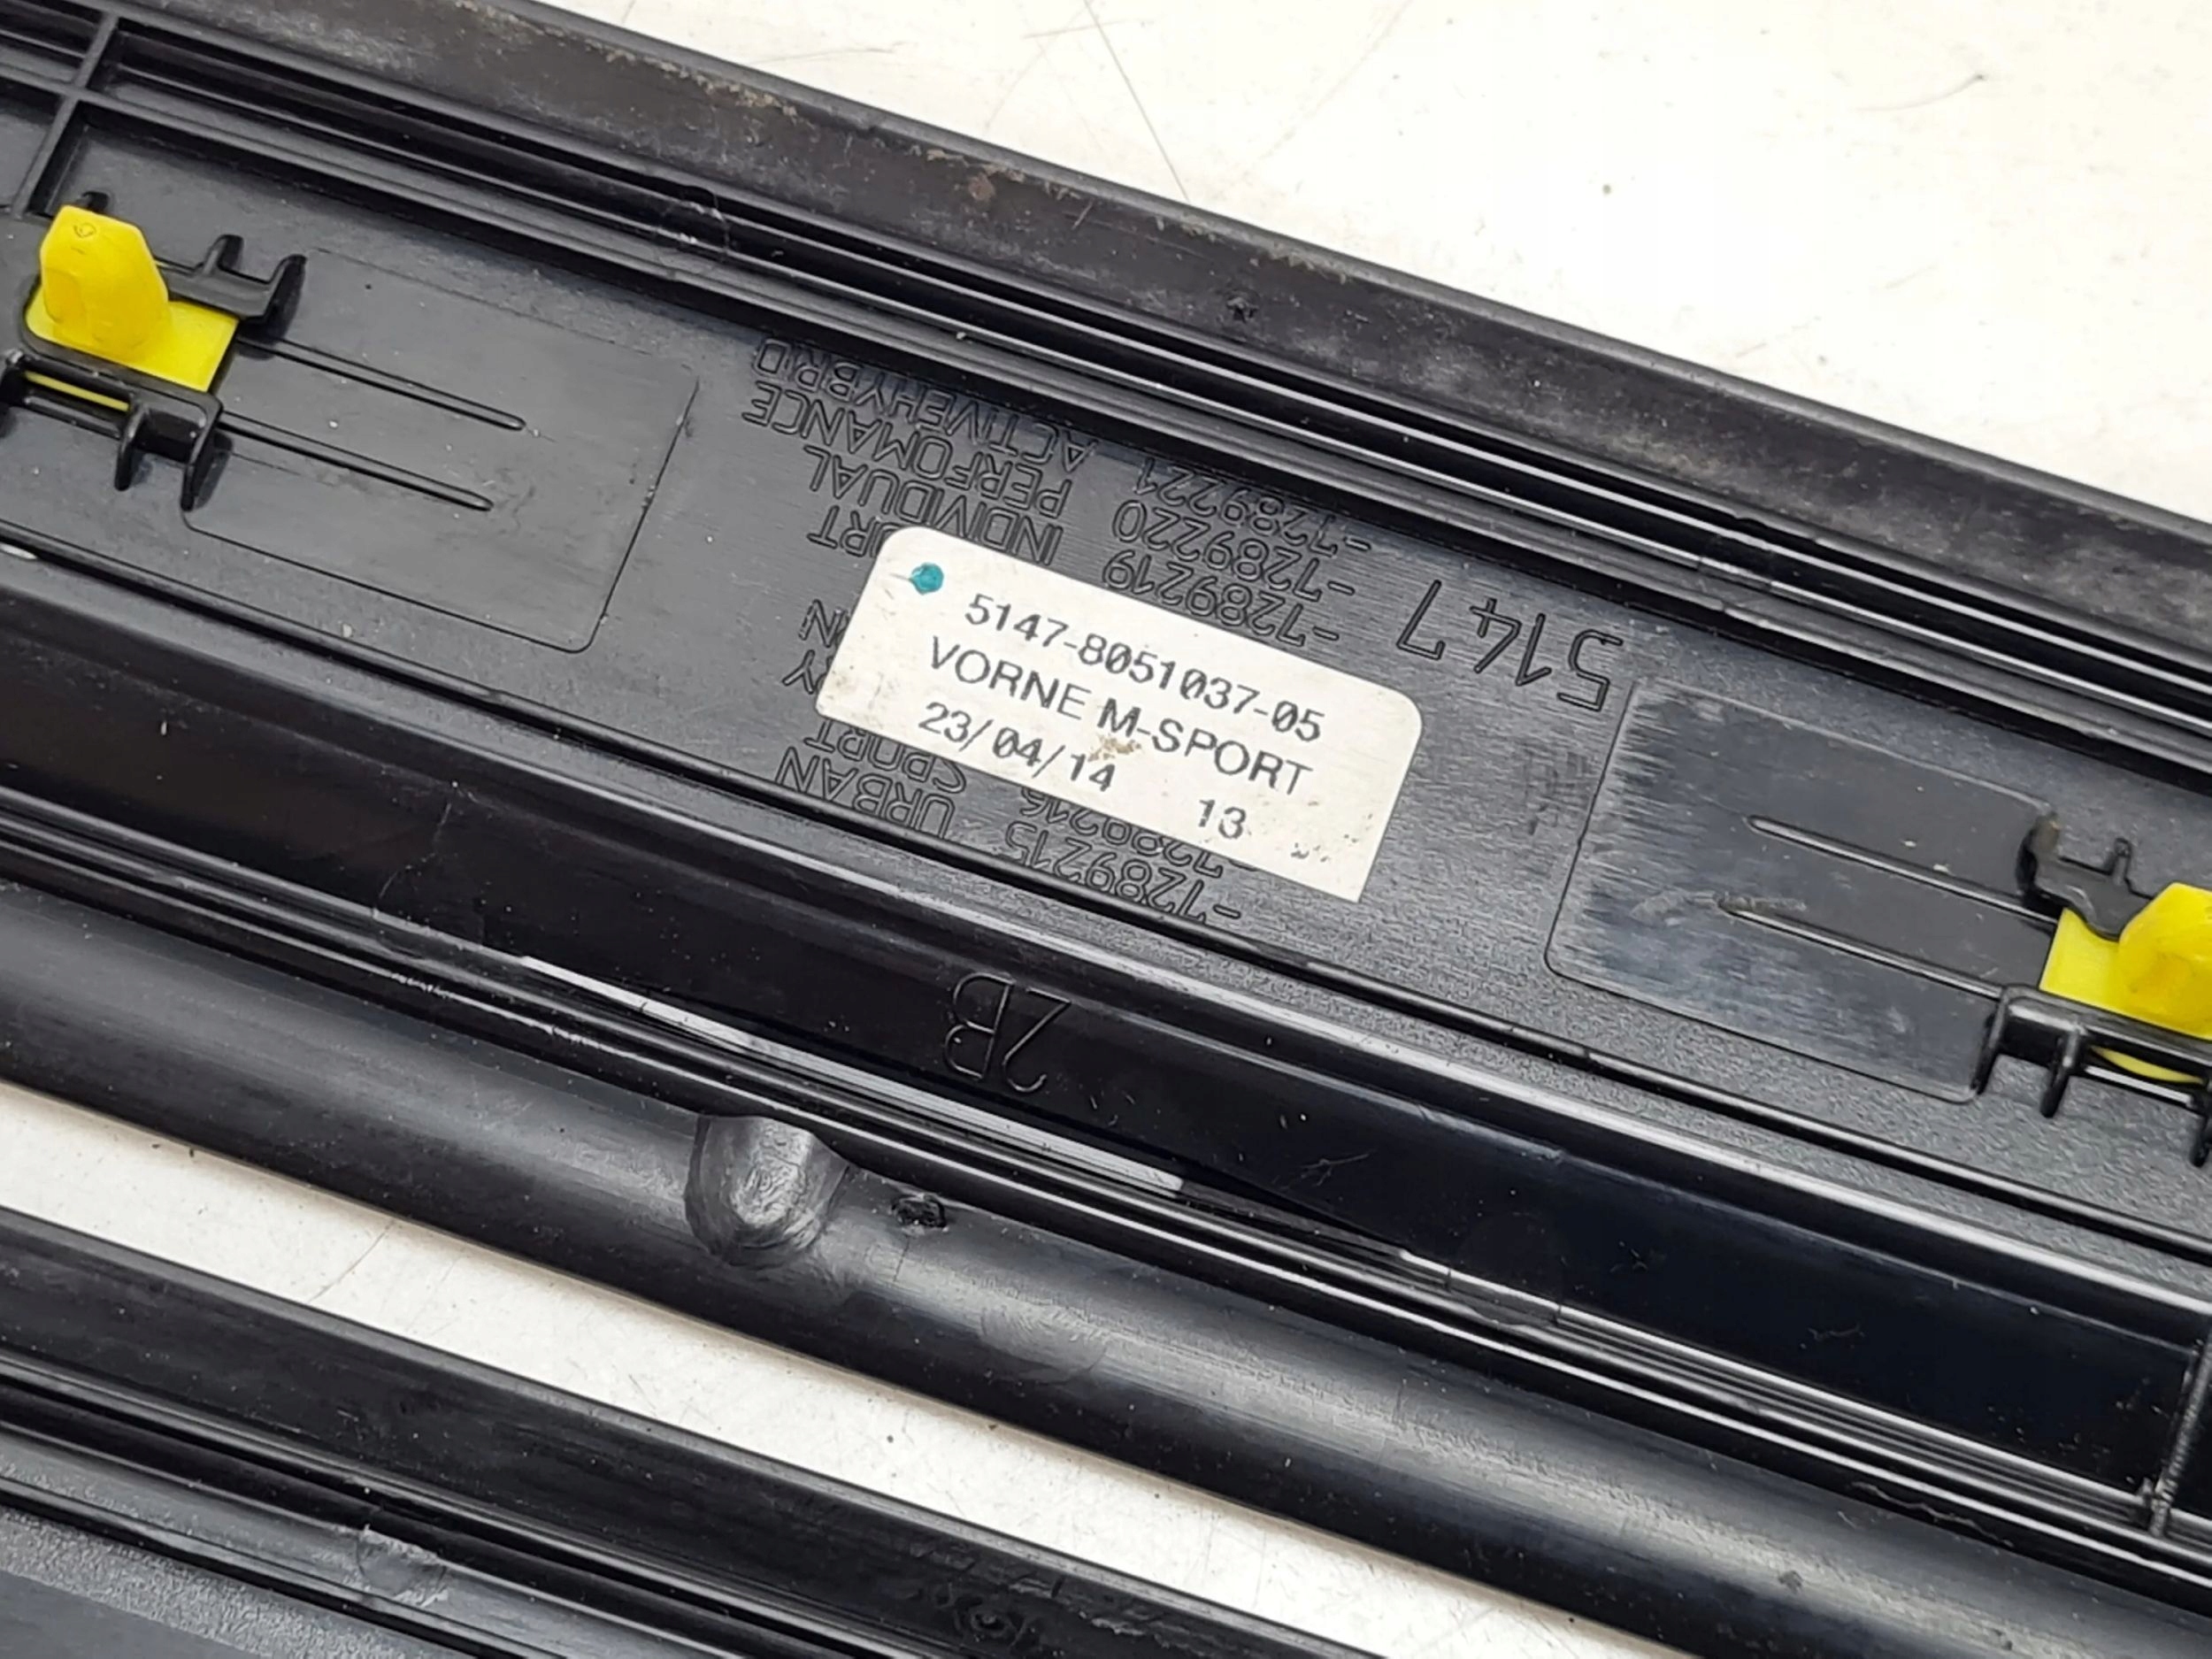 5147-8051037-05
VORNE M-SPORT
23/04/14 13
5147
-7289215 URBAN
SPORT
-7289219 INDIVIDUAL
-7289220 PERFOMANCE
-7289221 ACTIVEHYBRID
2B